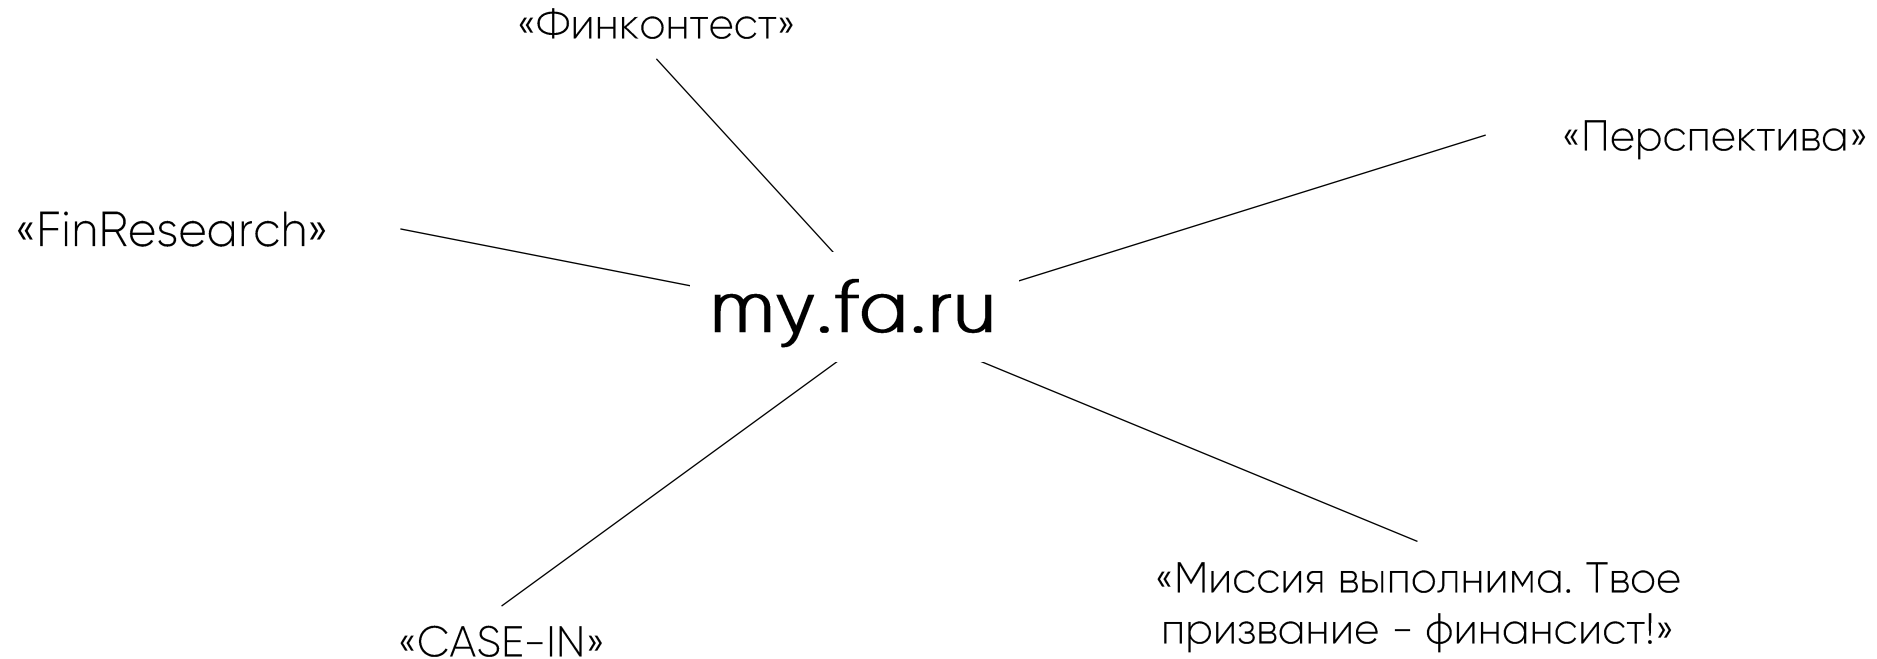 «Финконтест»
«Перспектива»
«FinResearch»
my.fa.ru
«Миссия выполнима. Твое
призвание - финансист!»
«CASE-IN»